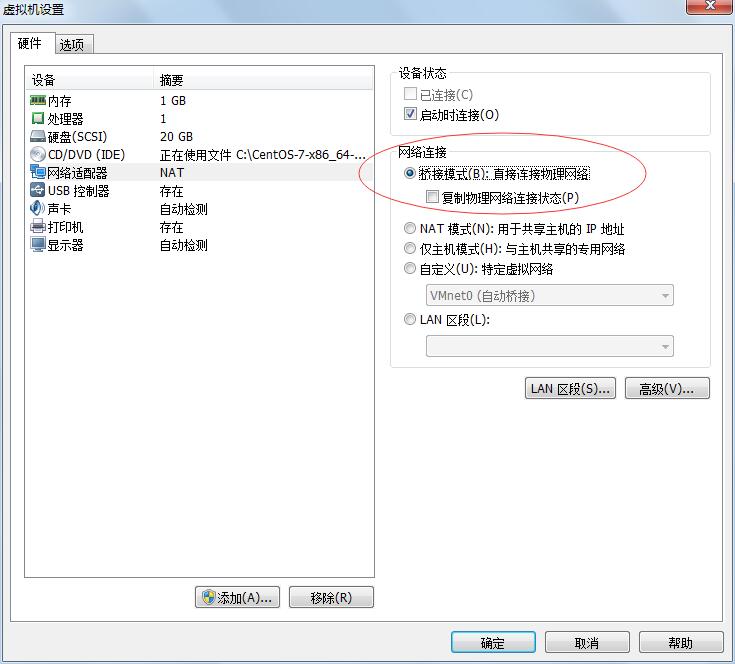 虚拟机设置
硬件 选项
设备 摘要
内存 1 GB
处理器 1
硬盘(SCSI) 20 GB
CD/DVD (IDE) 正在使用文件 C:\CentOS-7-x86_64-...
网络适配器 NAT
USB 控制器 存在
声卡 自动检测
打印机 存在
显示器 自动检测
添加(A)... 移除(R)
设备状态
已连接(C)
启动时连接(O)
网络连接
桥接模式(B): 直接连接物理网络
复制物理网络连接状态(P)
NAT 模式(N): 用于共享主机的 IP 地址
仅主机模式(H): 与主机共享的专用网络
自定义(U): 特定虚拟网络
VMnet0 (自动桥接)
LAN 区段(L):
LAN 区段(S)... 高级(V)...
确定 取消 帮助